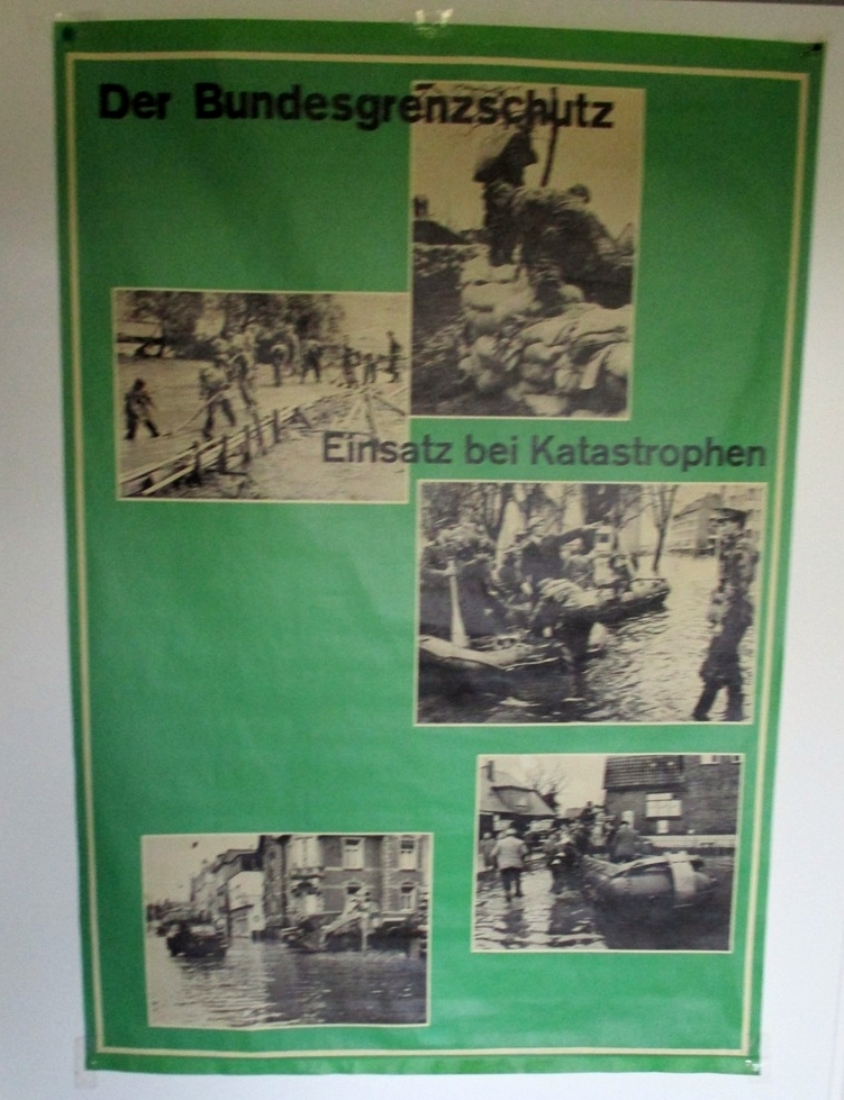 Der Bundesgrenzschutz
Einsatz bei Katastrophen